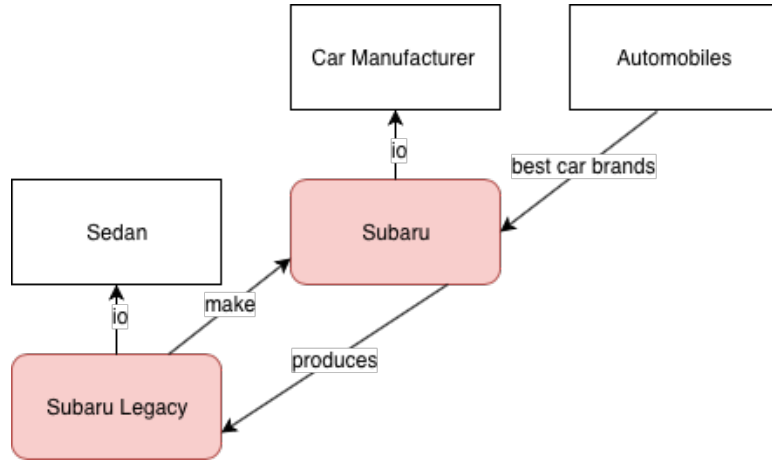 Car Manufacturer
Automobiles
io
best car brands
Sedan
Subaru
io
make
produces
Subaru Legacy